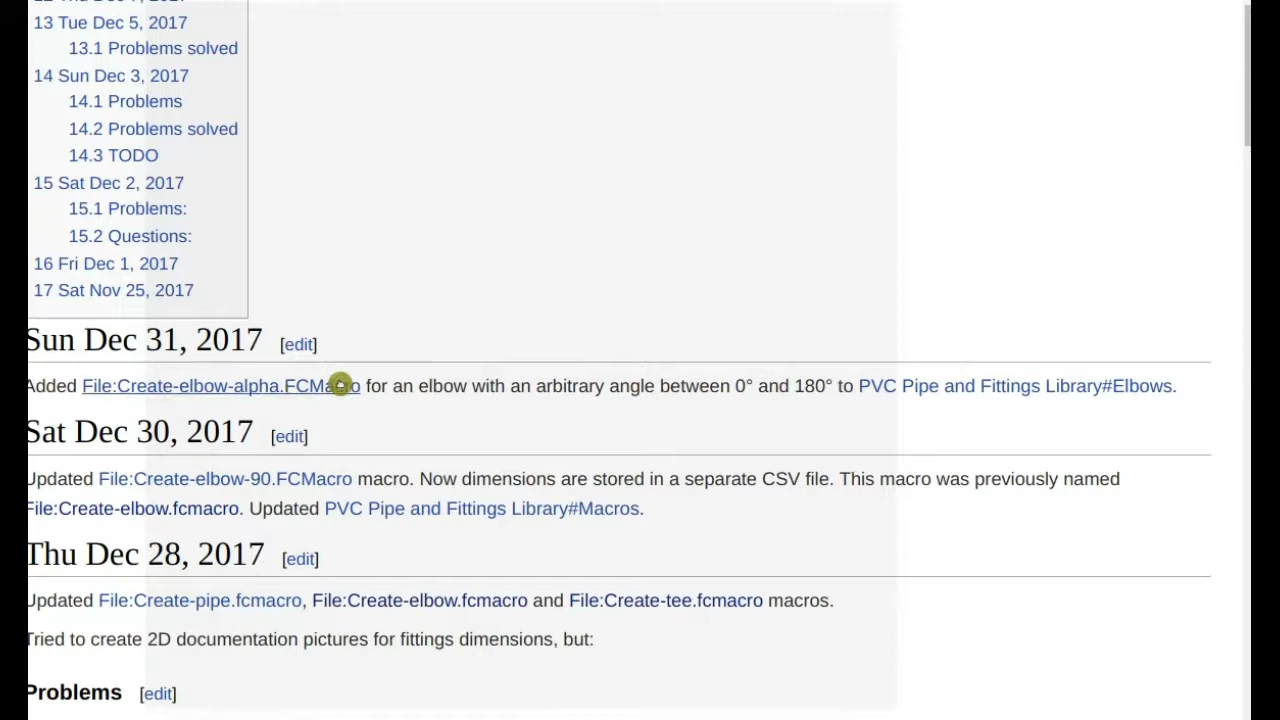 13 Tue Dec 5, 2017
13.1 Problems solved
14 Sun Dec 3, 2017
14.1 Problems
14.2 Problems solved
14.3 TODO
15 Sat Dec 2, 2017
15.1 Problems:
15.2 Questions:
16 Fri Dec 1, 2017
17 Sat Nov 25, 2017
Sun Dec 31, 2017 [edit]
Added File:Create-elbow-alpha.FCMacro for an elbow with an arbitrary angle between 0° and 180° to PVC Pipe and Fittings Library#Elbows.
Sat Dec 30, 2017 [edit]
Updated File:Create-elbow-90.FCMacro macro. Now dimensions are stored in a separate CSV file. This macro was previously named
File:Create-elbow.fcmacro. Updated PVC Pipe and Fittings Library#Macros.
Thu Dec 28, 2017 [edit]
Updated File:Create-pipe.fcmacro, File:Create-elbow.fcmacro and File:Create-tee.fcmacro macros.
Tried to create 2D documentation pictures for fittings dimensions, but:
Problems [edit]